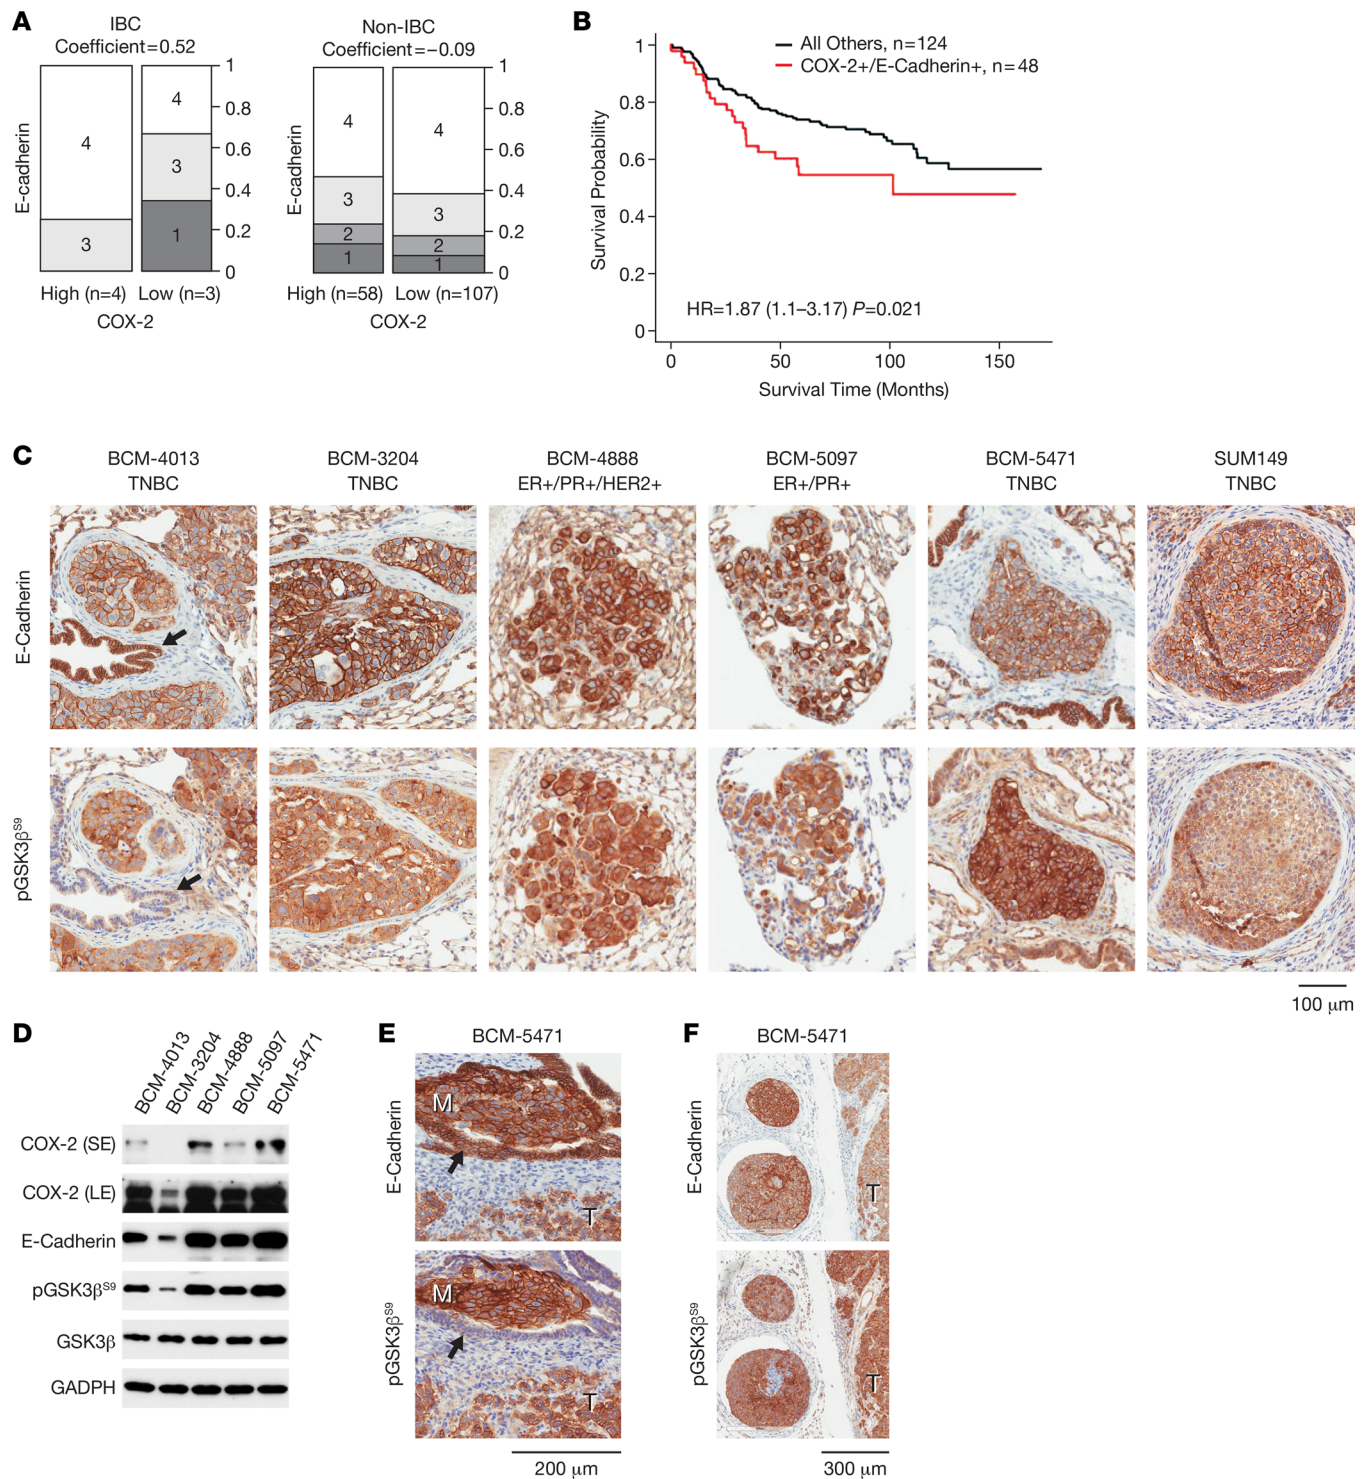 A
IBC
Coefficient=0.52
Non-IBC
Coefficient=−0.09
E-cadherin
4
3
4
3
1
1
0.8
0.6
0.4
0.2
0
High (n=4)
Low (n=3)
COX-2
E-cadherin
4
3
2
1
4
3
2
1
1
0.8
0.6
0.4
0.2
0
High (n=58)
Low (n=107)
COX-2
B
All Others, n=124
COX-2+/E-Cadherin+, n=48
Survival Probability
1
0.8
0.6
0.4
0.2
0
HR=1.87 (1.1–3.17) P=0.021
0
50
100
150
Survival Time (Months)
C
BCM-4013
TNBC
BCM-3204
TNBC
BCM-4888
ER+/PR+/HER2+
BCM-5097
ER+/PR+
BCM-5471
TNBC
SUM149
TNBC
E-Cadherin
pGSK3β^S9
100 μm
D
BCM-4013
BCM-3204
BCM-4888
BCM-5097
BCM-5471
COX-2 (SE)
COX-2 (LE)
E-Cadherin
pGSK3β^S9
GSK3β
GADPH
E
BCM-5471
E-Cadherin
M
T
pGSK3β^S9
M
T
200 μm
F
BCM-5471
E-Cadherin
T
pGSK3β^S9
T
300 μm